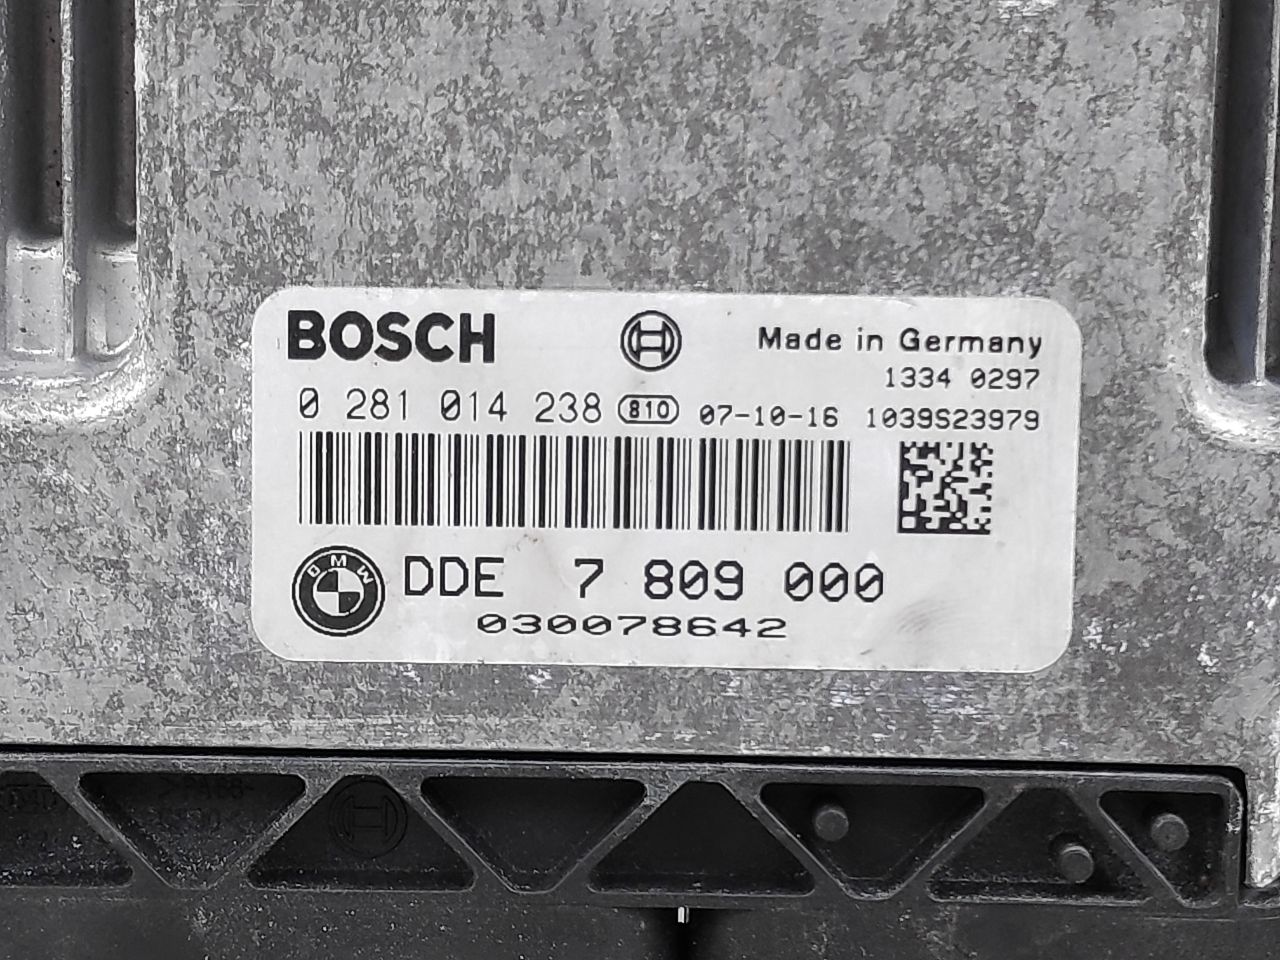 BOSCH
Made in Germany
1334 0297
0 281 014 238 810 07-10-16 1039S23979
BMW
DDE 7 809 000
030078642